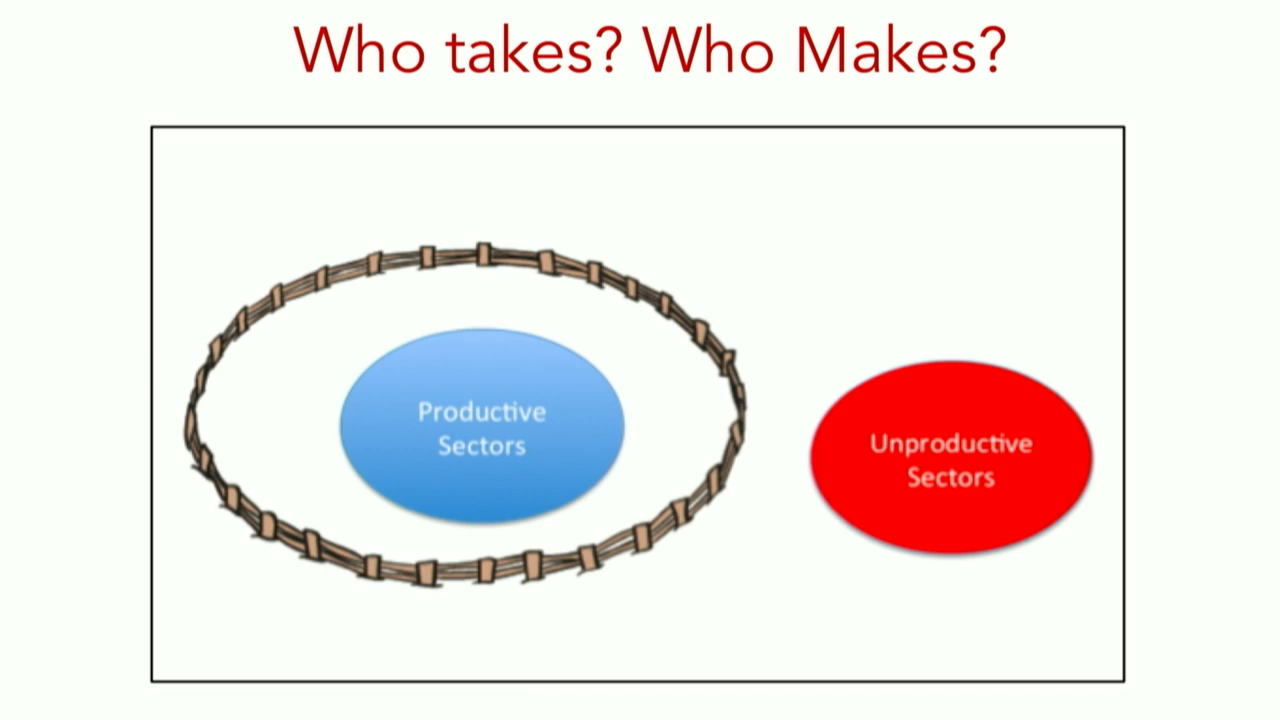 Who takes? Who Makes?
Productive
Sectors
Unproductive
Sectors